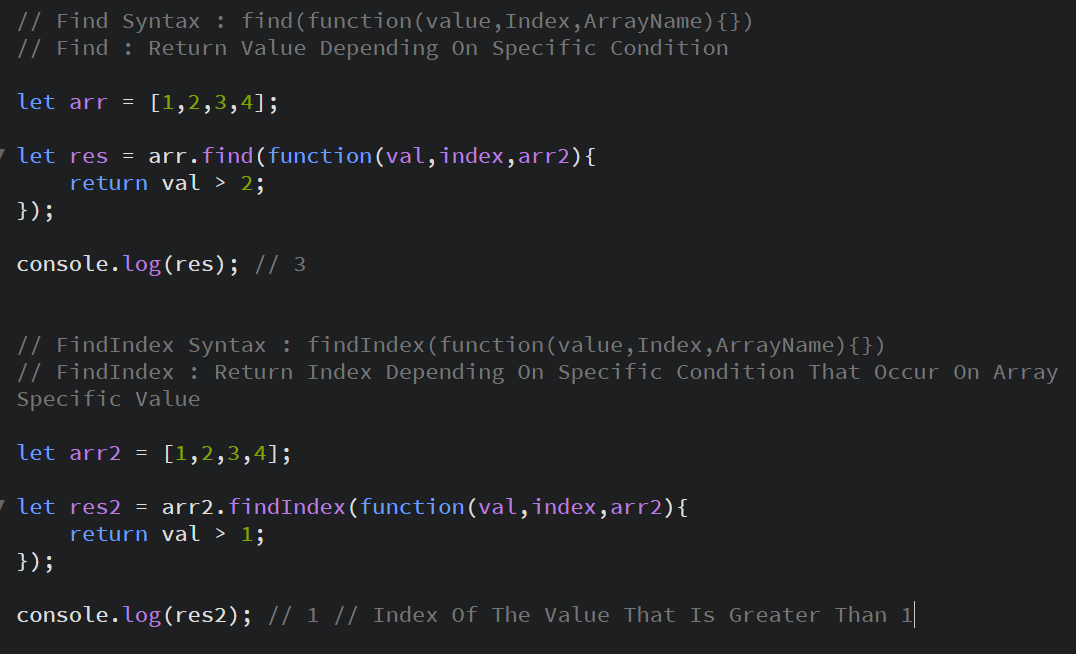 // Find Syntax : find(function(value,Index,ArrayName){})
// Find : Return Value Depending On Specific Condition
let arr = [1,2,3,4];
let res = arr.find(function(val,index,arr2){
    return val > 2;
});
console.log(res); // 3
// FindIndex Syntax : findIndex(function(value,Index,ArrayName){})
// FindIndex : Return Index Depending On Specific Condition That Occur On Array
Specific Value
let arr2 = [1,2,3,4];
let res2 = arr2.findIndex(function(val,index,arr2){
    return val > 1;
});
console.log(res2); // 1 // Index Of The Value That Is Greater Than 1